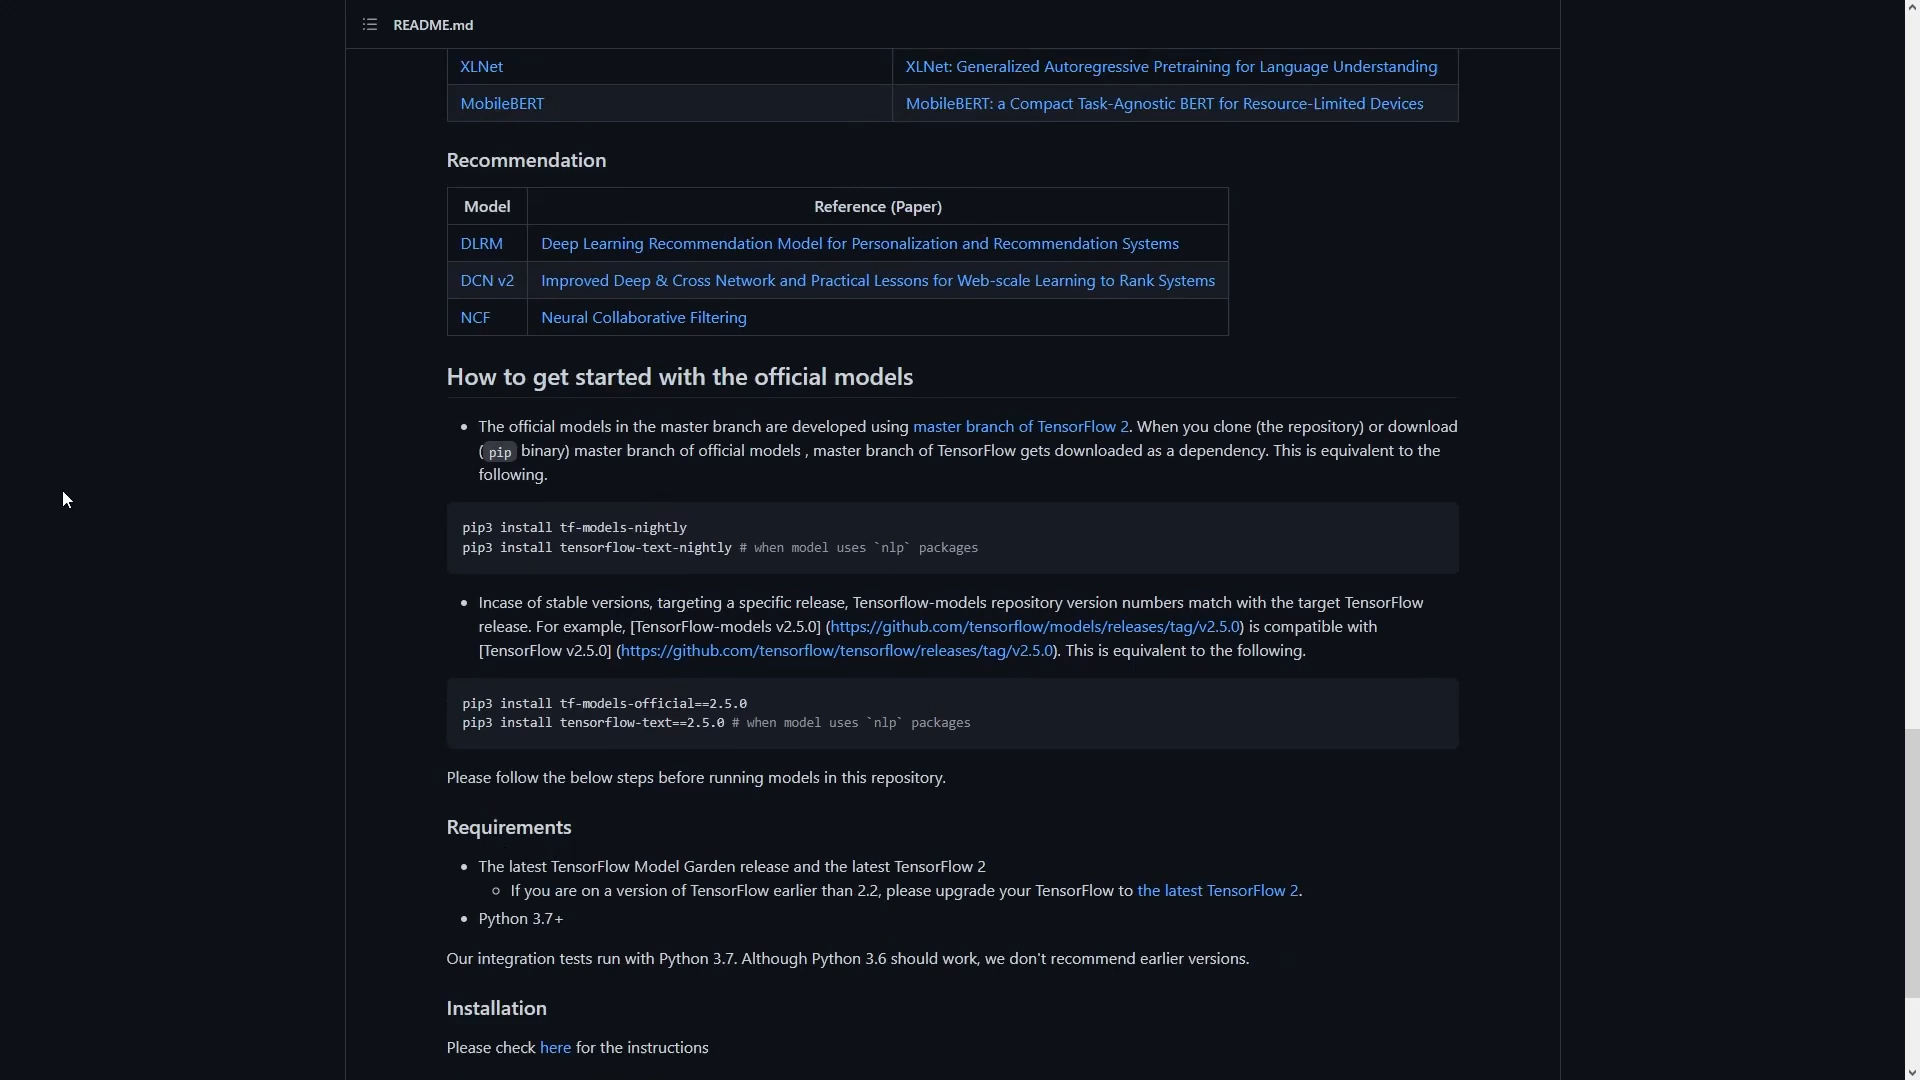 README.md
XLNet XLNet: Generalized Autoregressive Pretraining for Language Understanding
MobileBERT MobileBERT: a Compact Task-Agnostic BERT for Resource-Limited Devices
Recommendation
Model Reference (Paper)
DLRM Deep Learning Recommendation Model for Personalization and Recommendation Systems
DCN v2 Improved Deep & Cross Network and Practical Lessons for Web-scale Learning to Rank Systems
NCF Neural Collaborative Filtering
How to get started with the official models
The official models in the master branch are developed using master branch of TensorFlow 2. When you clone (the repository) or download
(pip binary) master branch of official models , master branch of TensorFlow gets downloaded as a dependency. This is equivalent to the
following.
pip3 install tf-models-nightly
pip3 install tensorflow-text-nightly # when model uses `nlp` packages
Incase of stable versions, targeting a specific release, Tensorflow-models repository version numbers match with the target TensorFlow
release. For example, [TensorFlow-models v2.5.0] (https://github.com/tensorflow/models/releases/tag/v2.5.0) is compatible with
[TensorFlow v2.5.0] (https://github.com/tensorflow/tensorflow/releases/tag/v2.5.0). This is equivalent to the following.
pip3 install tf-models-official==2.5.0
pip3 install tensorflow-text==2.5.0 # when model uses `nlp` packages
Please follow the below steps before running models in this repository.
Requirements
The latest TensorFlow Model Garden release and the latest TensorFlow 2
If you are on a version of TensorFlow earlier than 2.2, please upgrade your TensorFlow to the latest TensorFlow 2.
Python 3.7+
Our integration tests run with Python 3.7. Although Python 3.6 should work, we don't recommend earlier versions.
Installation
Please check here for the instructions